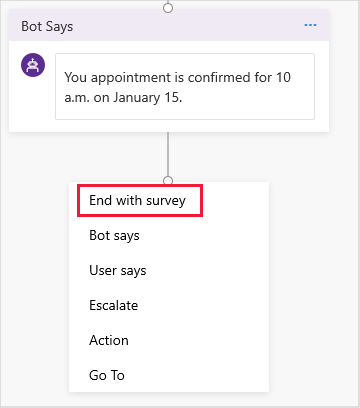 Bot Says
You appointment is confirmed for 10
a.m. on January 15.
End with survey
Bot says
User says
Escalate
Action
Go To